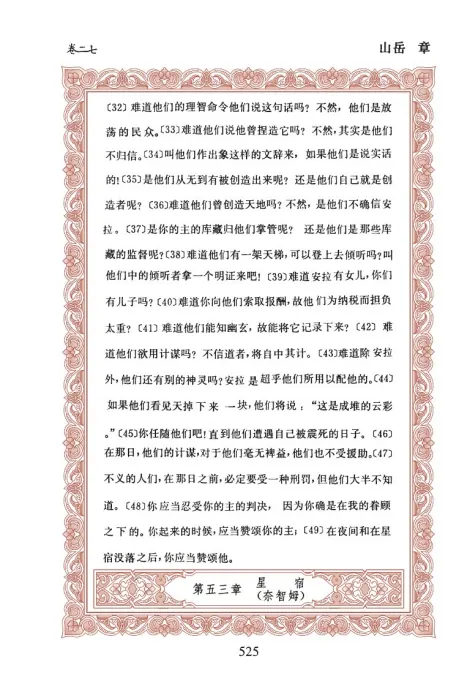 卷二七
山岳 章
〔32〕难道他们的理智命令他们说这句话吗？不然，他们是放
荡的民众。〔33〕难道他们说他曾捏造它吗？不然，其实是他们
不归信。〔34〕叫他们作出象这样的文辞来，如果他们是说实话
的！〔35〕是他们从无到有被创造出来呢？还是他们自己就是创
造者呢？〔36〕难道他们曾创造天地吗？不然，是他们不确信安
拉。〔37〕是你的主的库藏归他们掌管呢？ 还是他们是那些库
藏的监督呢？〔38〕难道他们有一架天梯，可以登上去倾听吗？叫
他们中的倾听者拿一个明证来吧！〔39〕难道安拉有女儿，你们
有儿子吗？〔40〕难道你向他们索取报酬，故他们为纳税而担负
太重？〔41〕难道他们能知幽玄，故能将它记录下来？〔42〕 难
道他们欲用计谋吗？ 不信道者，将自中其计。〔43〕难道除安拉
外，他们还有别的神灵吗？安拉 是超乎他们所用以配他的。〔44〕
如果他们看见天掉下来 一块，他们将说：“这是成堆的云彩
。”〔45〕你任随他们吧！直到他们遭遇自己被震死的日子。〔46〕
在那日，他们的计谋，对于他们毫无裨益，他们也不受援助。〔47〕
不义的人们，在那日之前，必定要受一种刑罚，但他们大半不知
道。〔48〕你应当忍受你的主的判决， 因为你确是在我的眷顾
之下的。你起来的时候，应当赞颂你的主；〔49〕在夜间和在星
宿没落之后，你应当赞颂他。
第五三章 星 宿
（奈智姆）
525